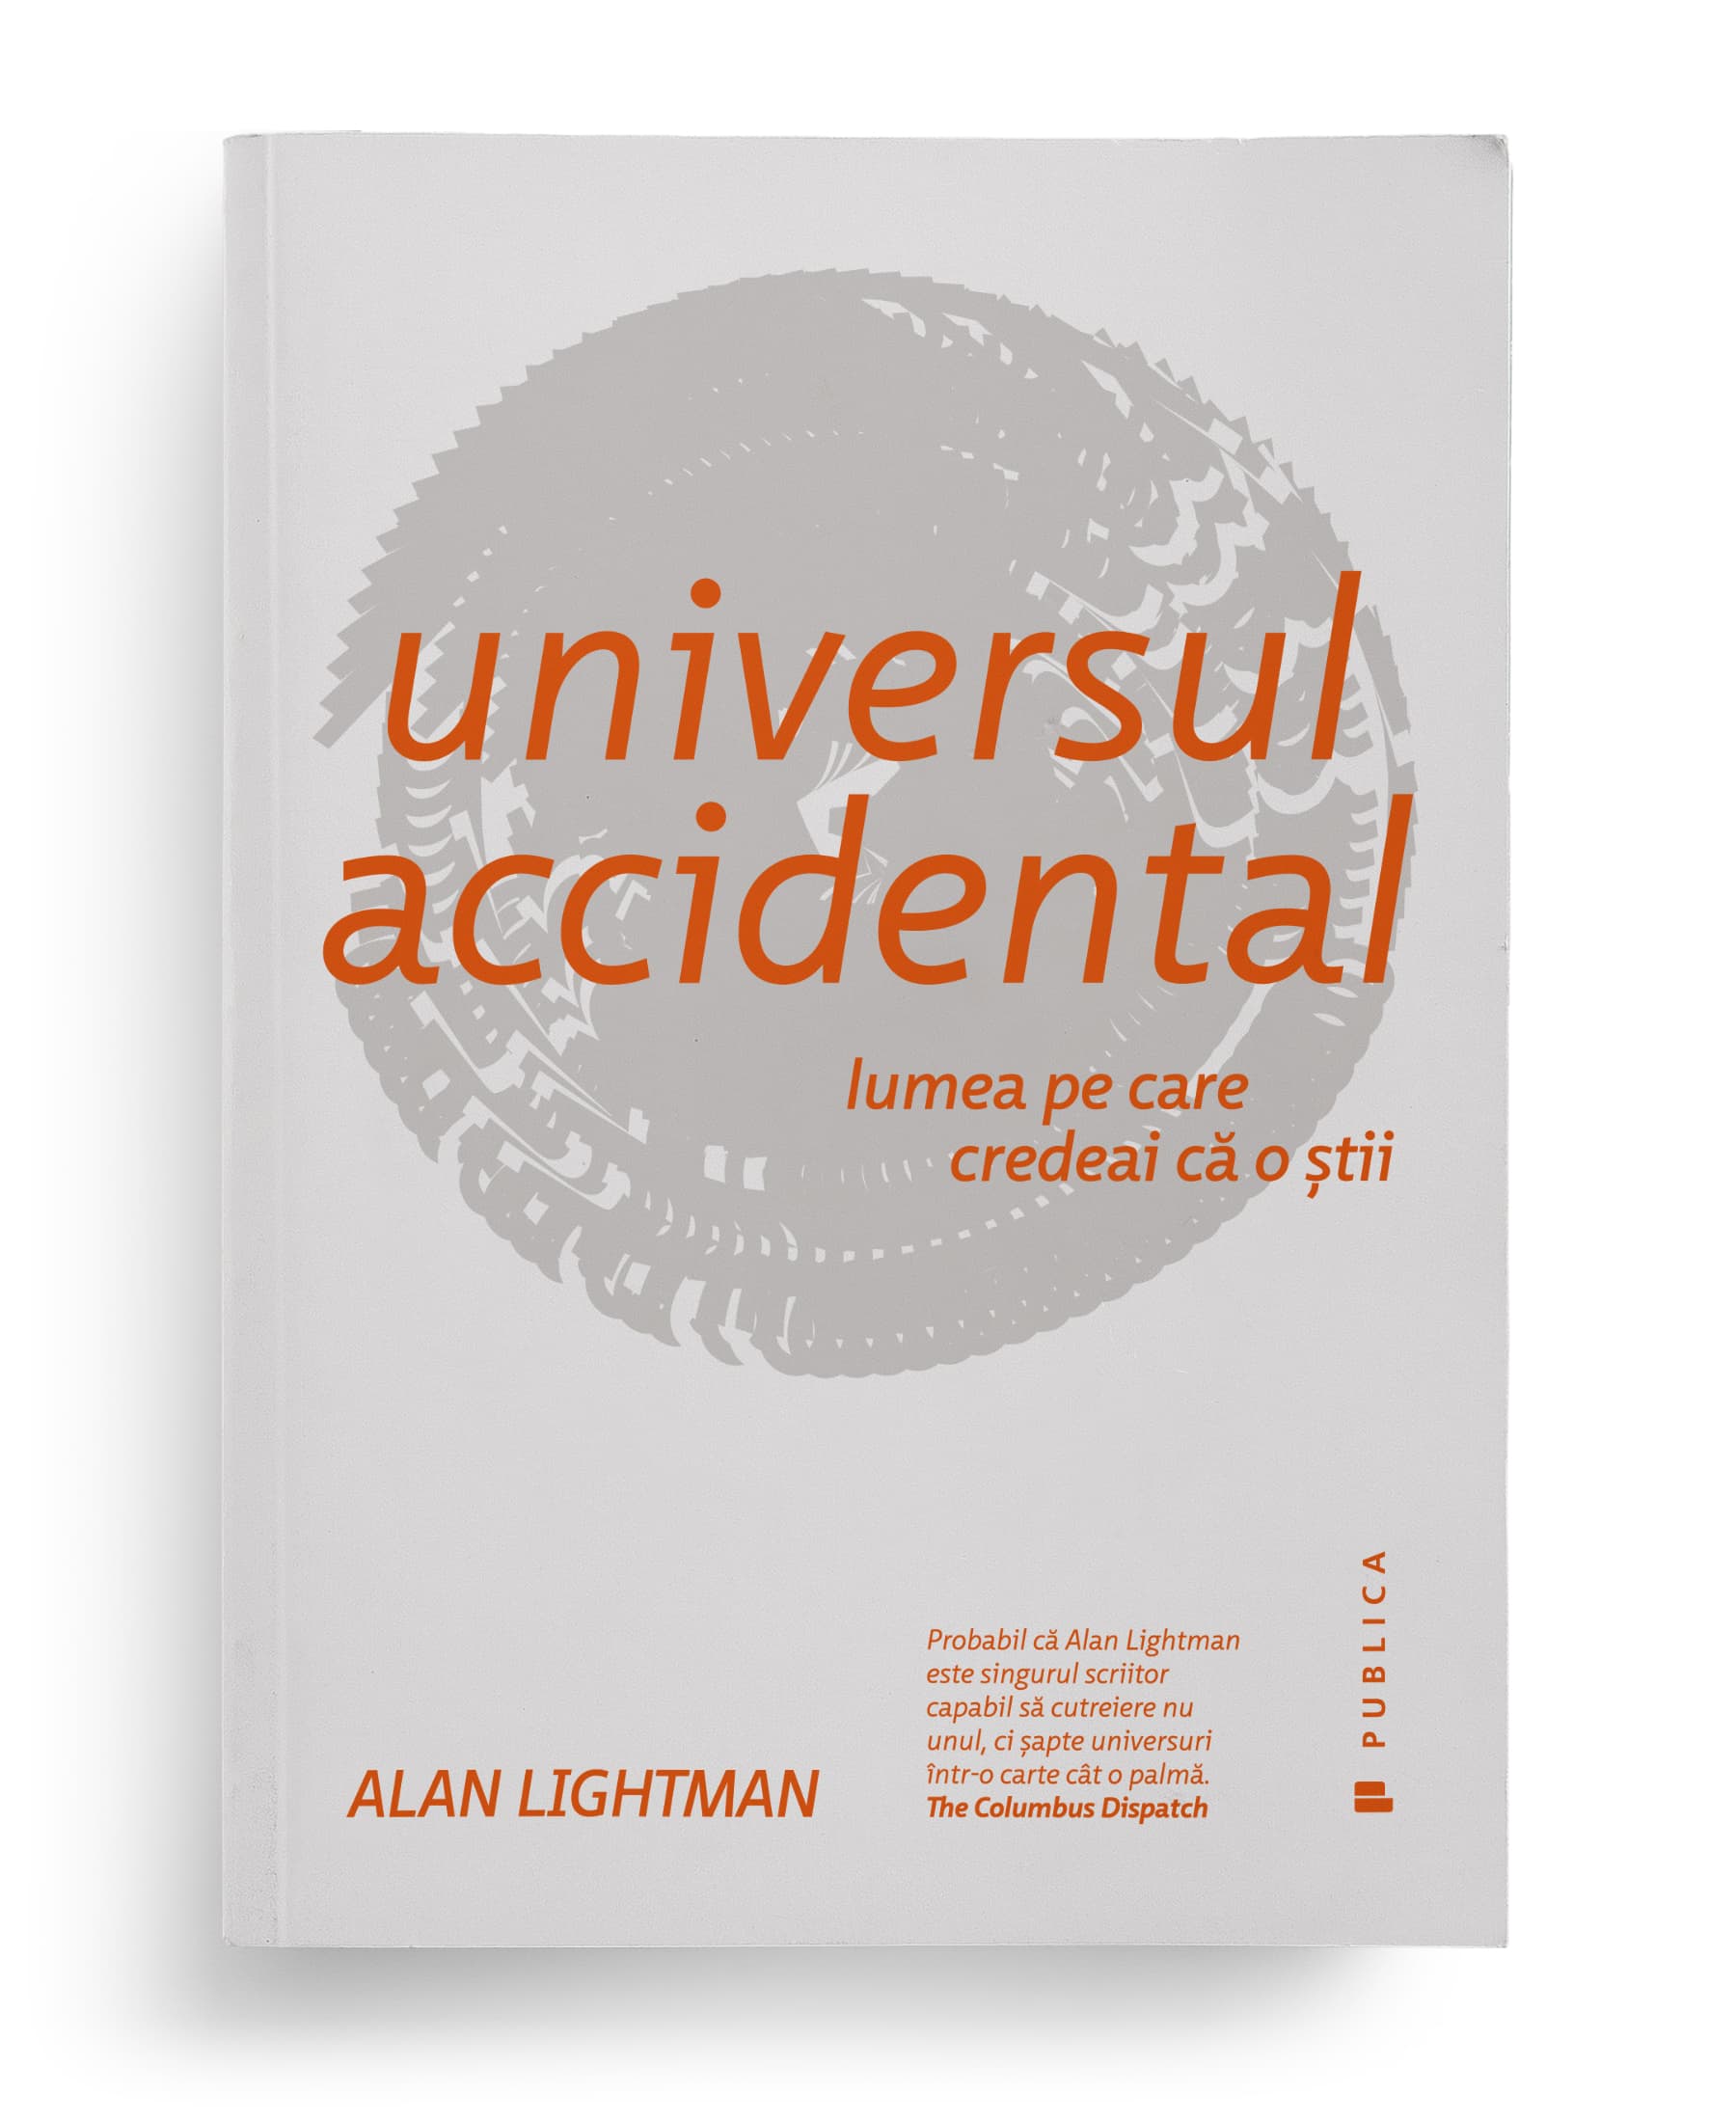 universul
accidental
lumea pe care
credeai că o știi
ALAN LIGHTMAN
Probabil că Alan Lightman
este singurul scriitor
capabil să cutreiere nu
unul, ci șapte universuri
într-o carte cât o palmă.
The Columbus Dispatch
PUBLICA